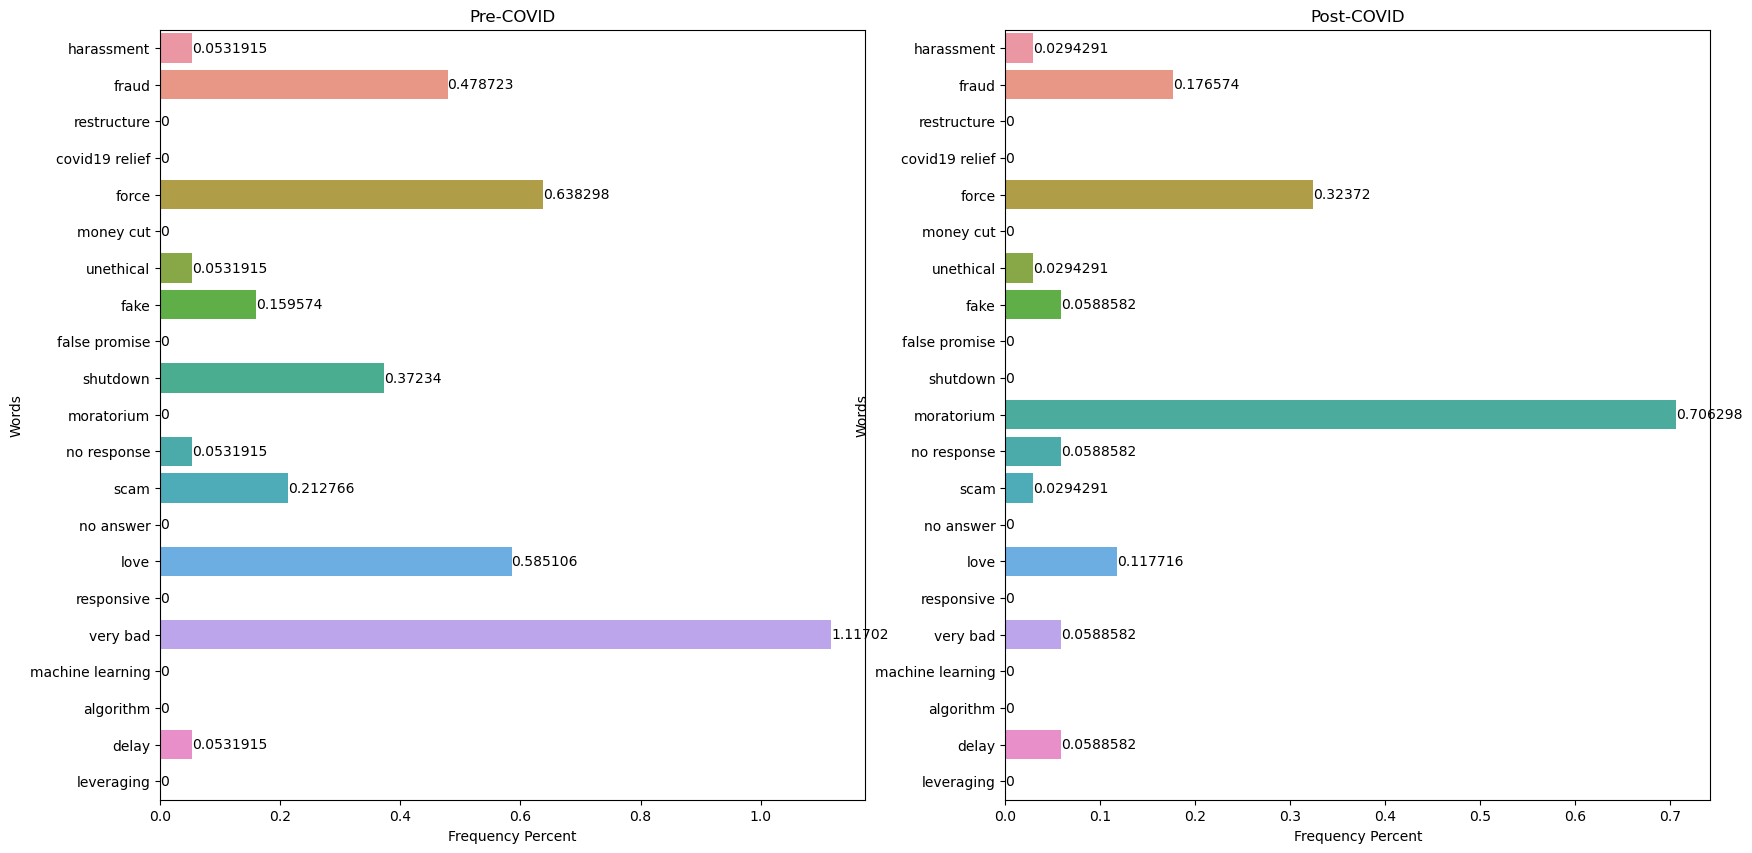 Pre-COVID
Words
harassment 0.0531915
fraud 0.478723
restructure 0
covid19 relief 0
force 0.638298
money cut 0
unethical 0.0531915
fake 0.159574
false promise 0
shutdown 0.37234
moratorium 0
no response 0.0531915
scam 0.212766
no answer 0
love 0.585106
responsive 0
very bad 1.11702
machine learning 0
algorithm 0
delay 0.0531915
leveraging 0
0.0 0.2 0.4 0.6 0.8 1.0
Frequency Percent
Post-COVID
Words
harassment 0.0294291
fraud 0.176574
restructure 0
covid19 relief 0
force 0.32372
money cut 0
unethical 0.0294291
fake 0.0588582
false promise 0
shutdown 0
moratorium 0.706298
no response 0.0588582
scam 0.0294291
no answer 0
love 0.117716
responsive 0
very bad 0.0588582
machine learning 0
algorithm 0
delay 0.0588582
leveraging 0
0.0 0.1 0.2 0.3 0.4 0.5 0.6 0.7
Frequency Percent